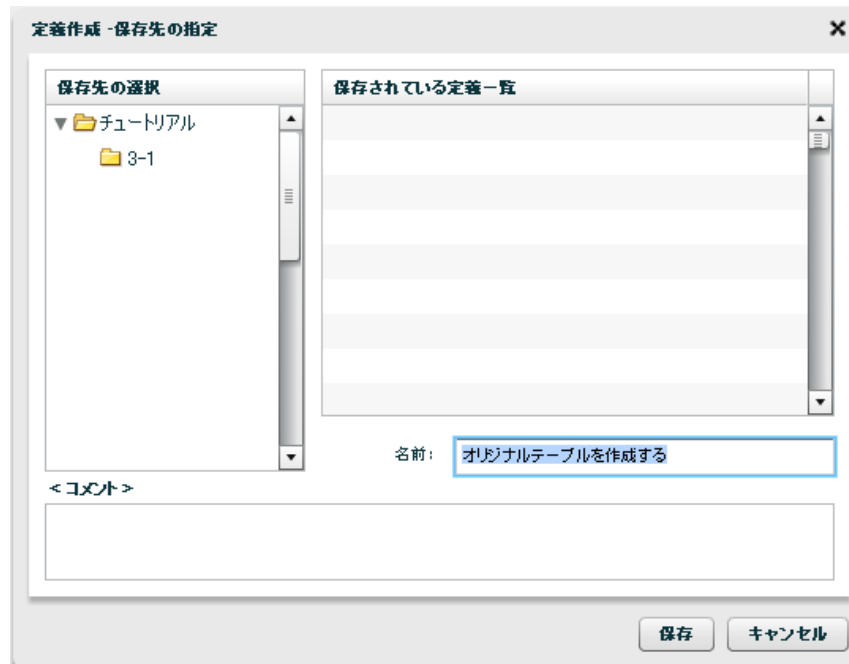 定義作成 -保存先の指定
保存先の選択
チュートリアル
3-1
保存されている定義一覧
名前:
オリジナルテーブルを作成する
<コメント>
保存
キャンセル